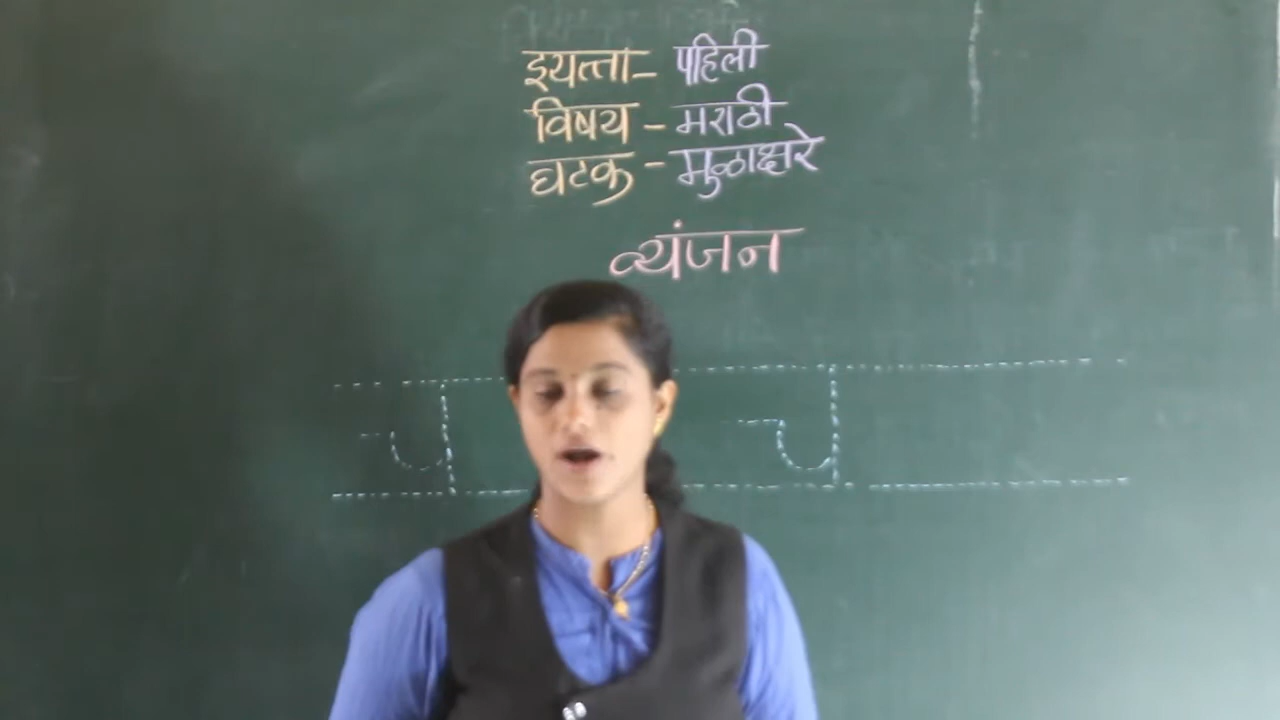 इयत्ता - पहिली
विषय - मराठी
घटक - मुळाक्षरे
व्यंजन
च च